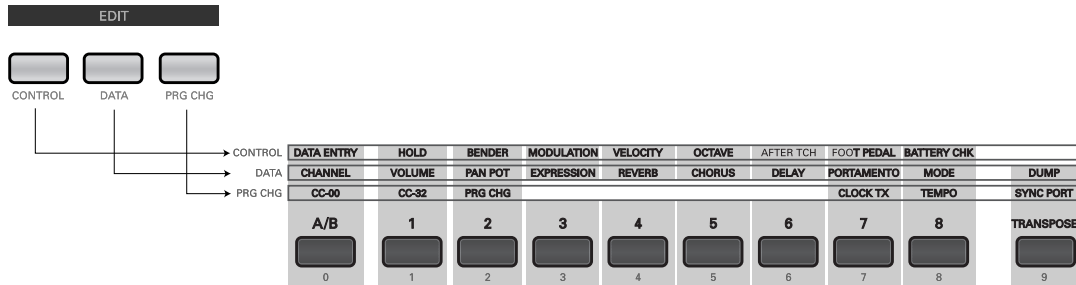 EDIT
CONTROL DATA PRG CHG
CONTROL DATA ENTRY HOLD BENDER MODULATION VELOCITY OCTAVE AFTER TCH FOOT PEDAL BATTERY CHK
DATA CHANNEL VOLUME PAN POT EXPRESSION REVERB CHORUS DELAY PORTAMENTO MODE DUMP
PRG CHG CC-00 CC-32 PRG CHG CLOCK TX TEMPO SYNC PORT
A/B 1 2 3 4 5 6 7 8 TRANSPOSE
0 1 2 3 4 5 6 7 8 9